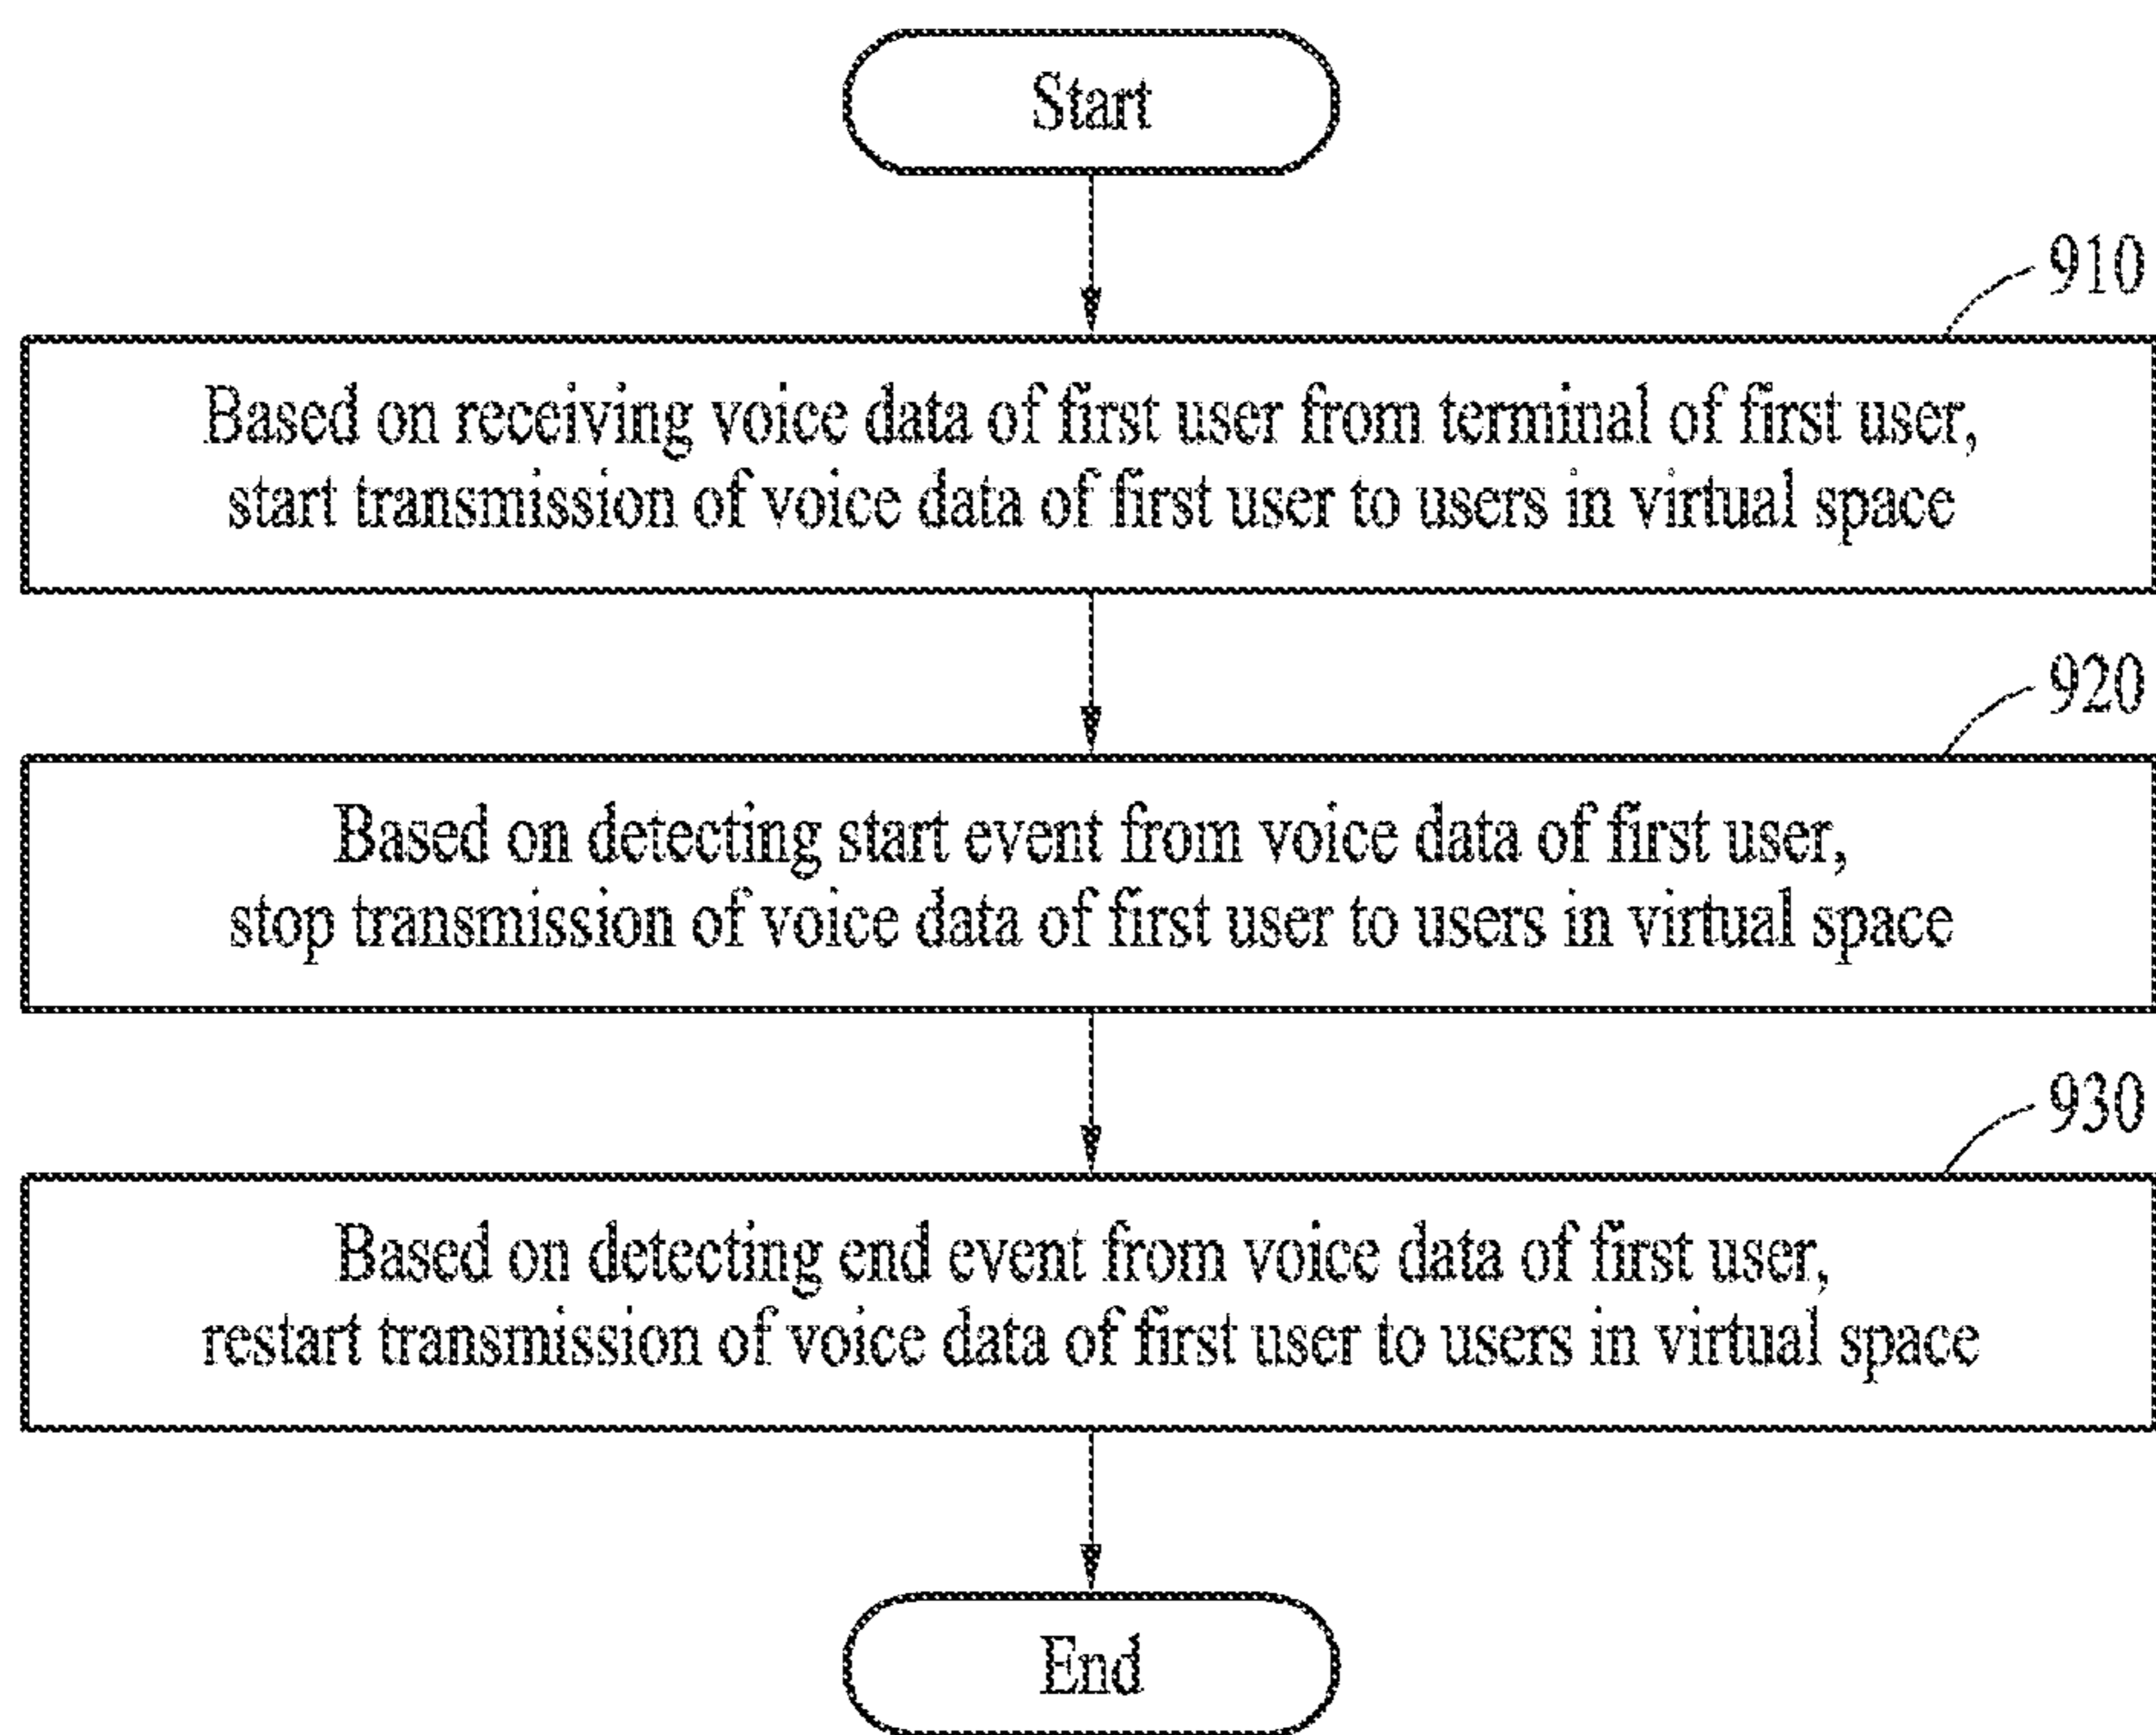 Start
910
Based on receiving voice data of first user from terminal of first user,
start transmission of voice data of first user to users in virtual space
920
Based on detecting start event from voice data of first user,
stop transmission of voice data of first user to users in virtual space
930
Based on detecting end event from voice data of first user,
restart transmission of voice data of first user to users in virtual space
End